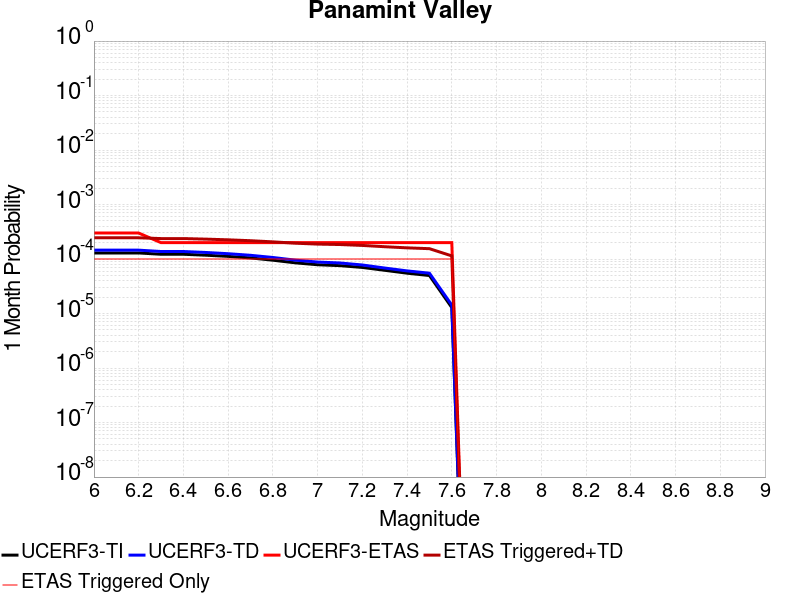 Panamint Valley
10^0
10^-1
10^-2
10^-3
10^-4
10^-5
10^-6
10^-7
10^-8
1 Month Probability
6 6.2 6.4 6.6 6.8 7 7.2 7.4 7.6 7.8 8 8.2 8.4 8.6 8.8 9
Magnitude
UCERF3-TI UCERF3-TD UCERF3-ETAS ETAS Triggered+TD
ETAS Triggered Only